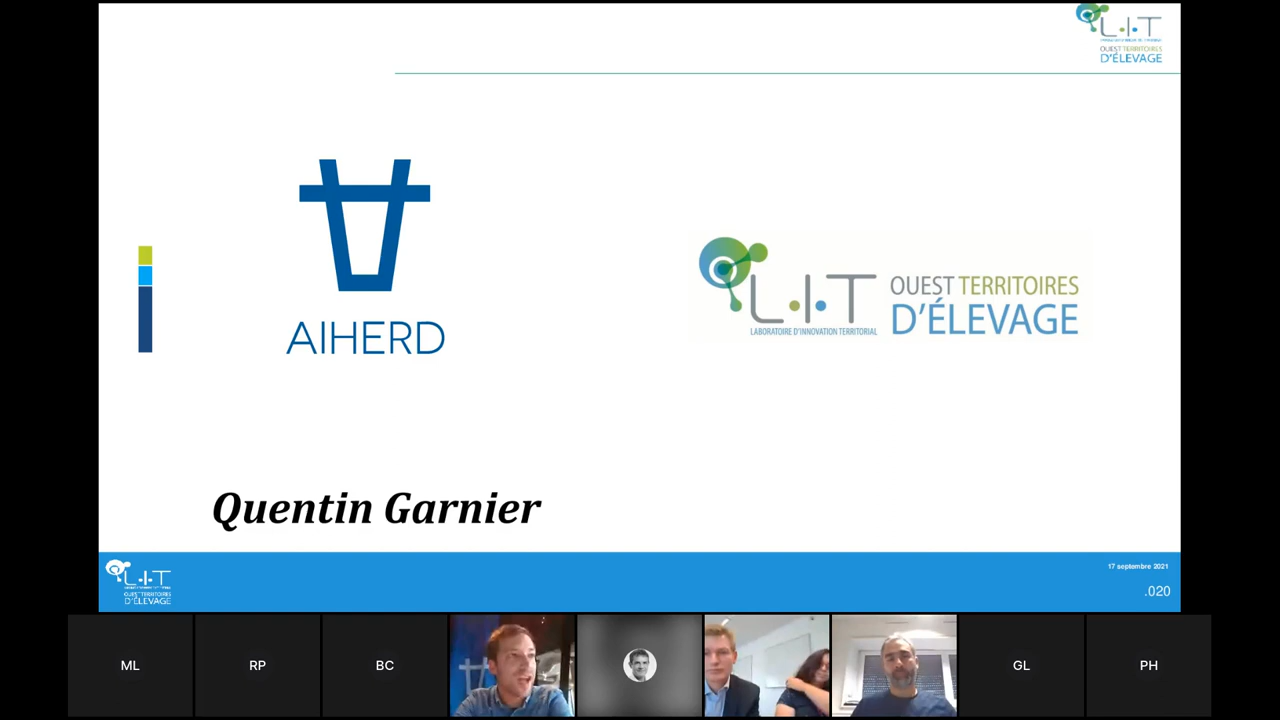 L.I.T
OUEST TERRITOIRES
D'ÉLEVAGE
AIHERD
L.I.T
LABORATOIRE D'INNOVATION TERRITORIAL
OUEST TERRITOIRES
D'ÉLEVAGE
Quentin Garnier
L.I.T
OUEST TERRITOIRES
D'ÉLEVAGE
17 septembre 2021
.020
ML
RP
BC
GL
PH